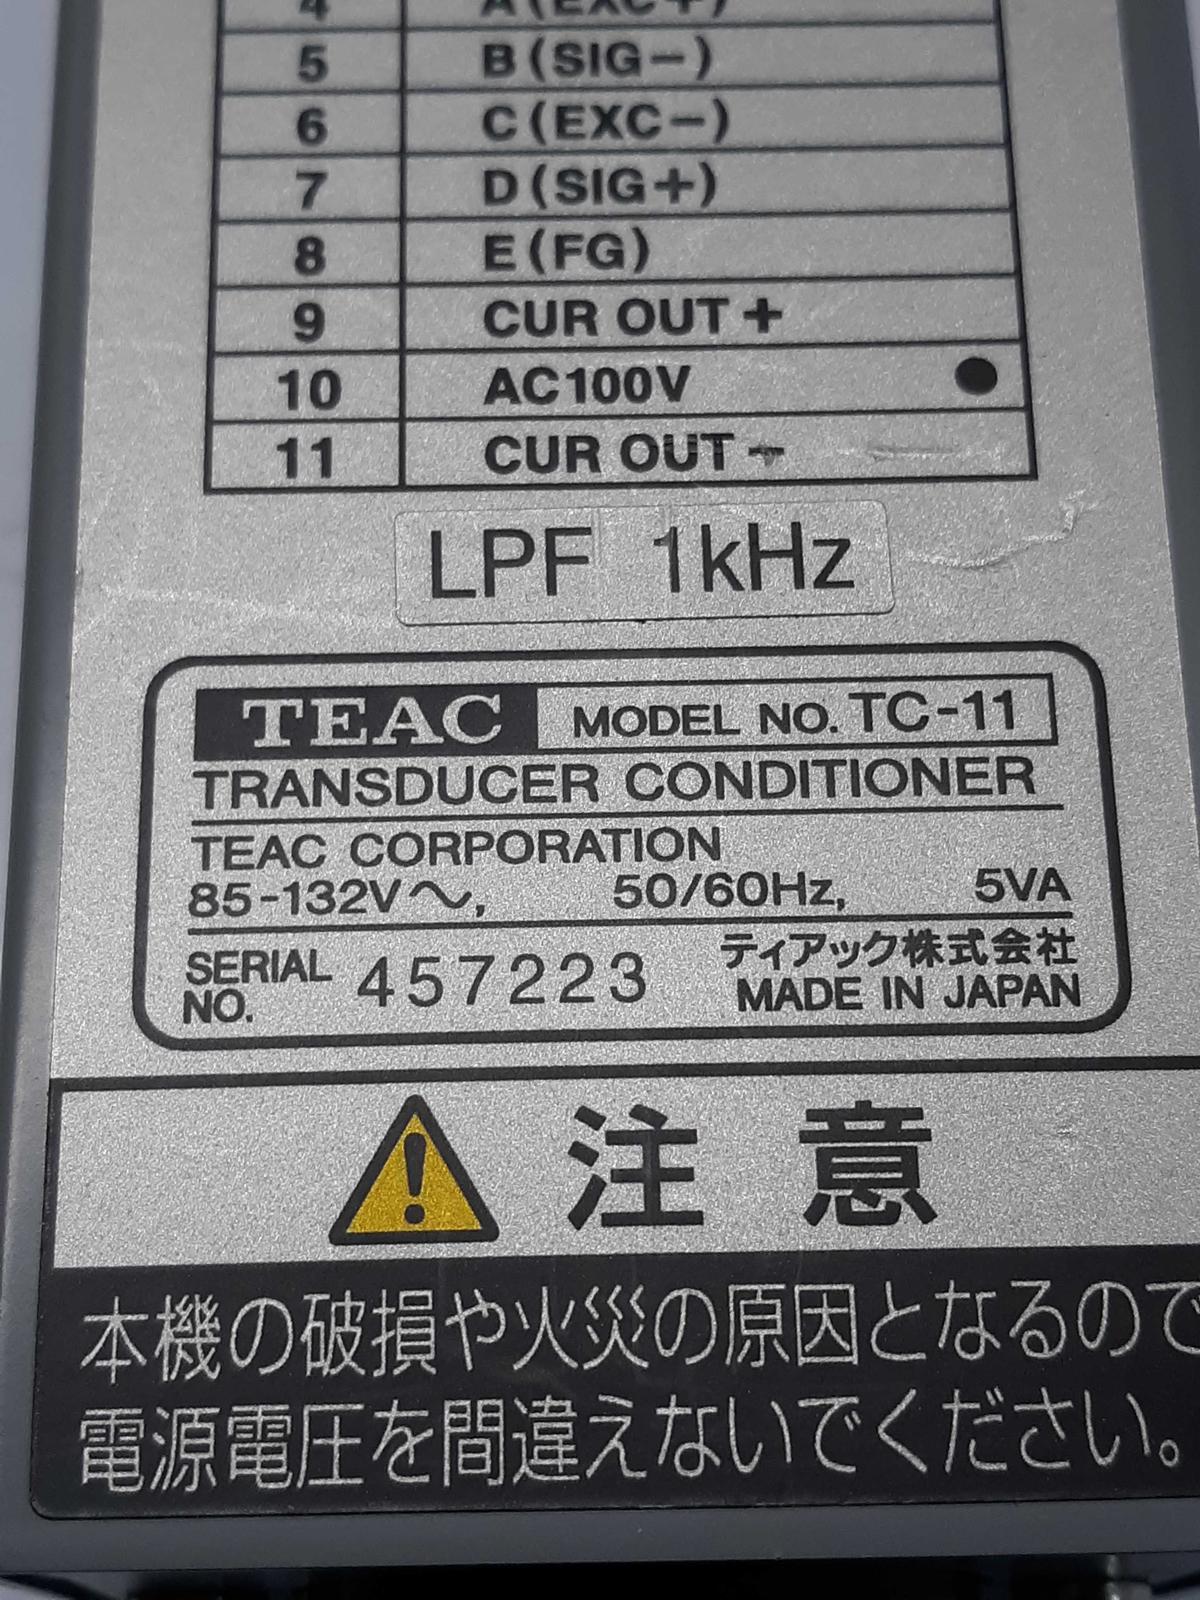 4 A(EXC+)
5 B(SIG−)
6 C(EXC−)
7 D(SIG+)
8 E(FG)
9 CUR OUT+
10 AC100V ●
11 CUR OUT−
LPF 1kHz
TEAC MODEL NO. TC-11
TRANSDUCER CONDITIONER
TEAC CORPORATION
85-132V〜, 50/60Hz, 5VA
SERIAL NO. 457223 ティアック株式会社
MADE IN JAPAN
注意
本機の破損や火災の原因となるので
電源電圧を間違えないでください。